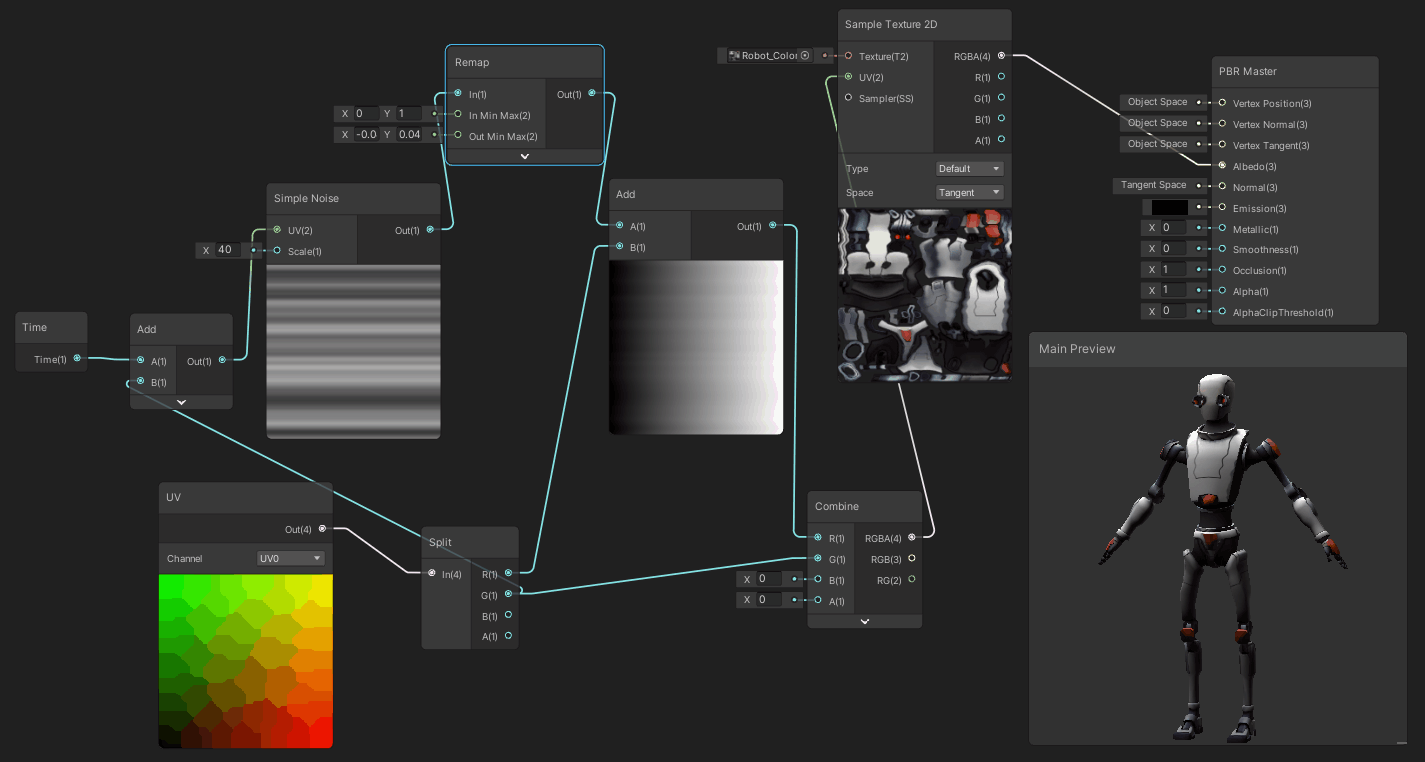 Remap
In(1)
Out(1)
X 0 Y 1
In Min Max(2)
X -0.0 Y 0.04
Out Min Max(2)
Simple Noise
UV(2)
Out(1)
X 40
Scale(1)
Time
Time(1)
Add
A(1)
Out(1)
B(1)
UV
Out(4)
Channel
UV0
Split
In(4)
R(1)
G(1)
B(1)
A(1)
Add
A(1)
Out(1)
B(1)
Sample Texture 2D
Robot_Color
Texture(T2)
RGBA(4)
UV(2)
R(1)
Sampler(SS)
G(1)
B(1)
A(1)
Type
Default
Space
Tangent
Combine
R(1)
RGBA(4)
G(1)
RGB(3)
X 0
B(1)
RG(2)
X 0
A(1)
PBR Master
Object Space
Vertex Position(3)
Object Space
Vertex Normal(3)
Object Space
Vertex Tangent(3)
Albedo(3)
Tangent Space
Normal(3)
Emission(3)
X 0
Metallic(1)
X 0
Smoothness(1)
X 1
Occlusion(1)
X 1
Alpha(1)
X 0
AlphaClipThreshold(1)
Main Preview